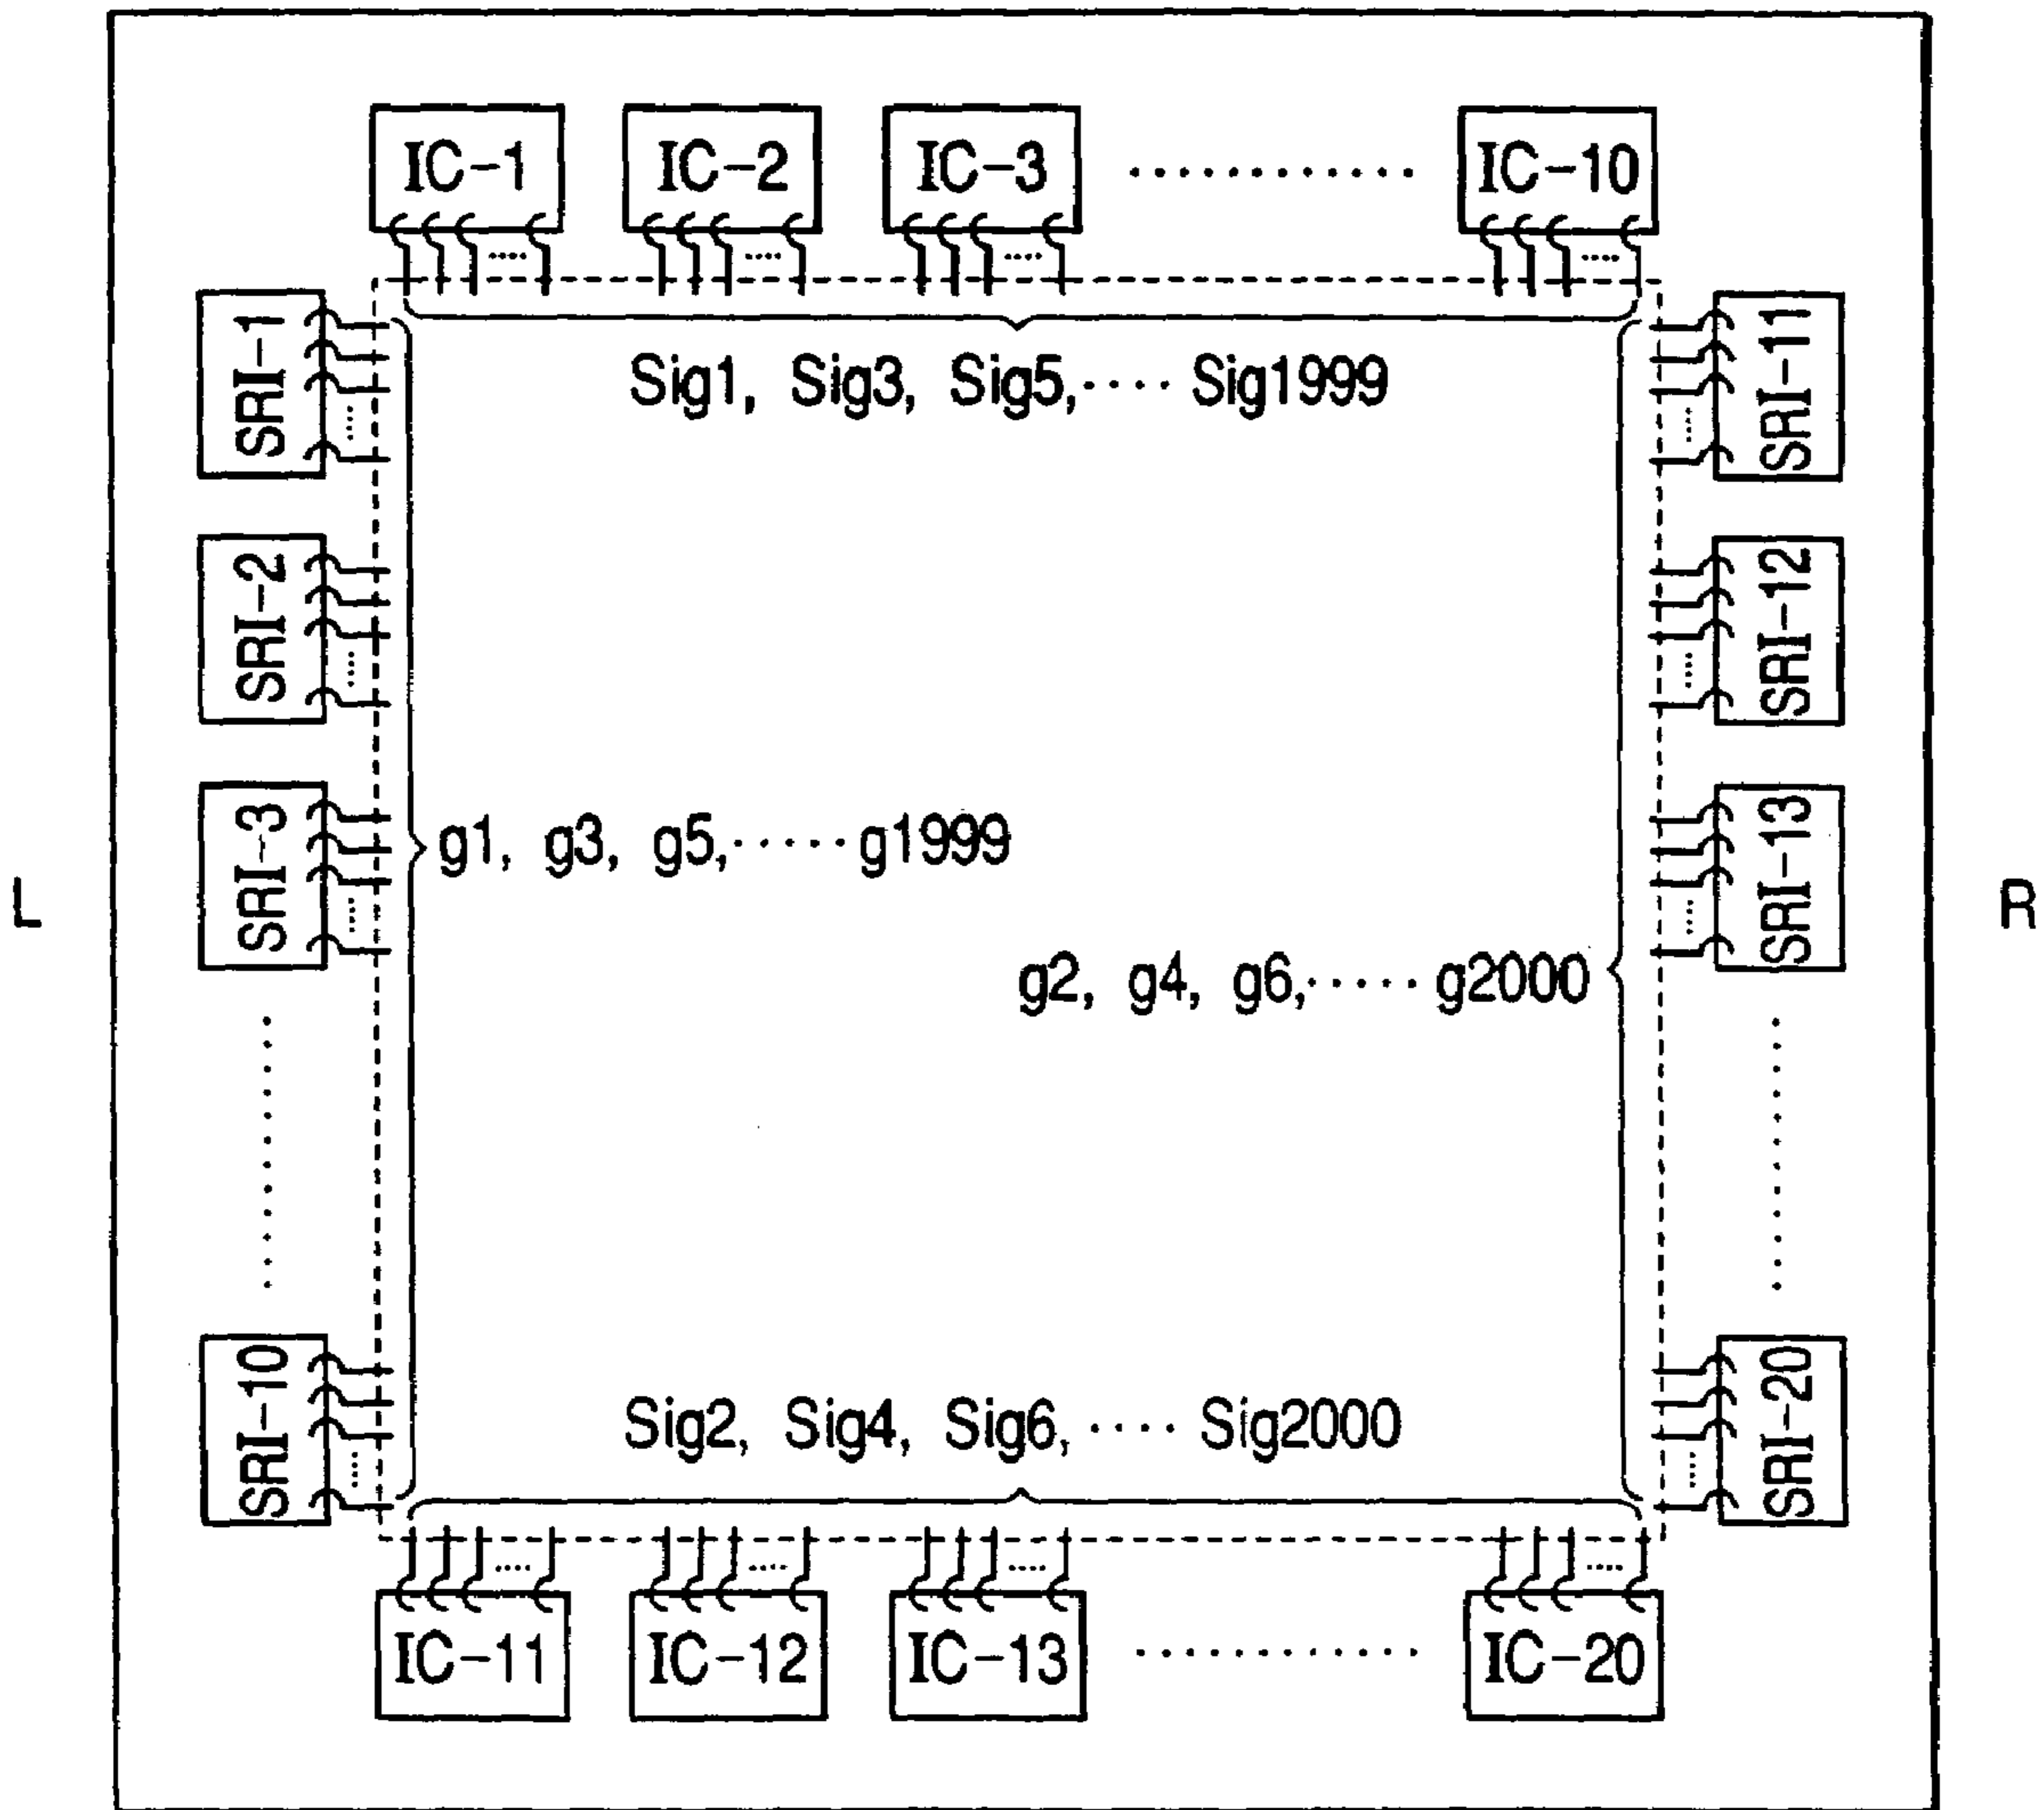 IC-1 IC-2 IC-3 ············ IC-10
Sig1, Sig3, Sig5,···· Sig1999
SRI-1
SRI-2
SRI-3
SRI-10
SRI-11
SRI-12
SRI-13
SRI-20
g1, g3, g5,·····g1999
L
R
g2, g4, g6,·····g2000
Sig2, Sig4, Sig6, ···· Sig2000
IC-11 IC-12 IC-13 ············ IC-20